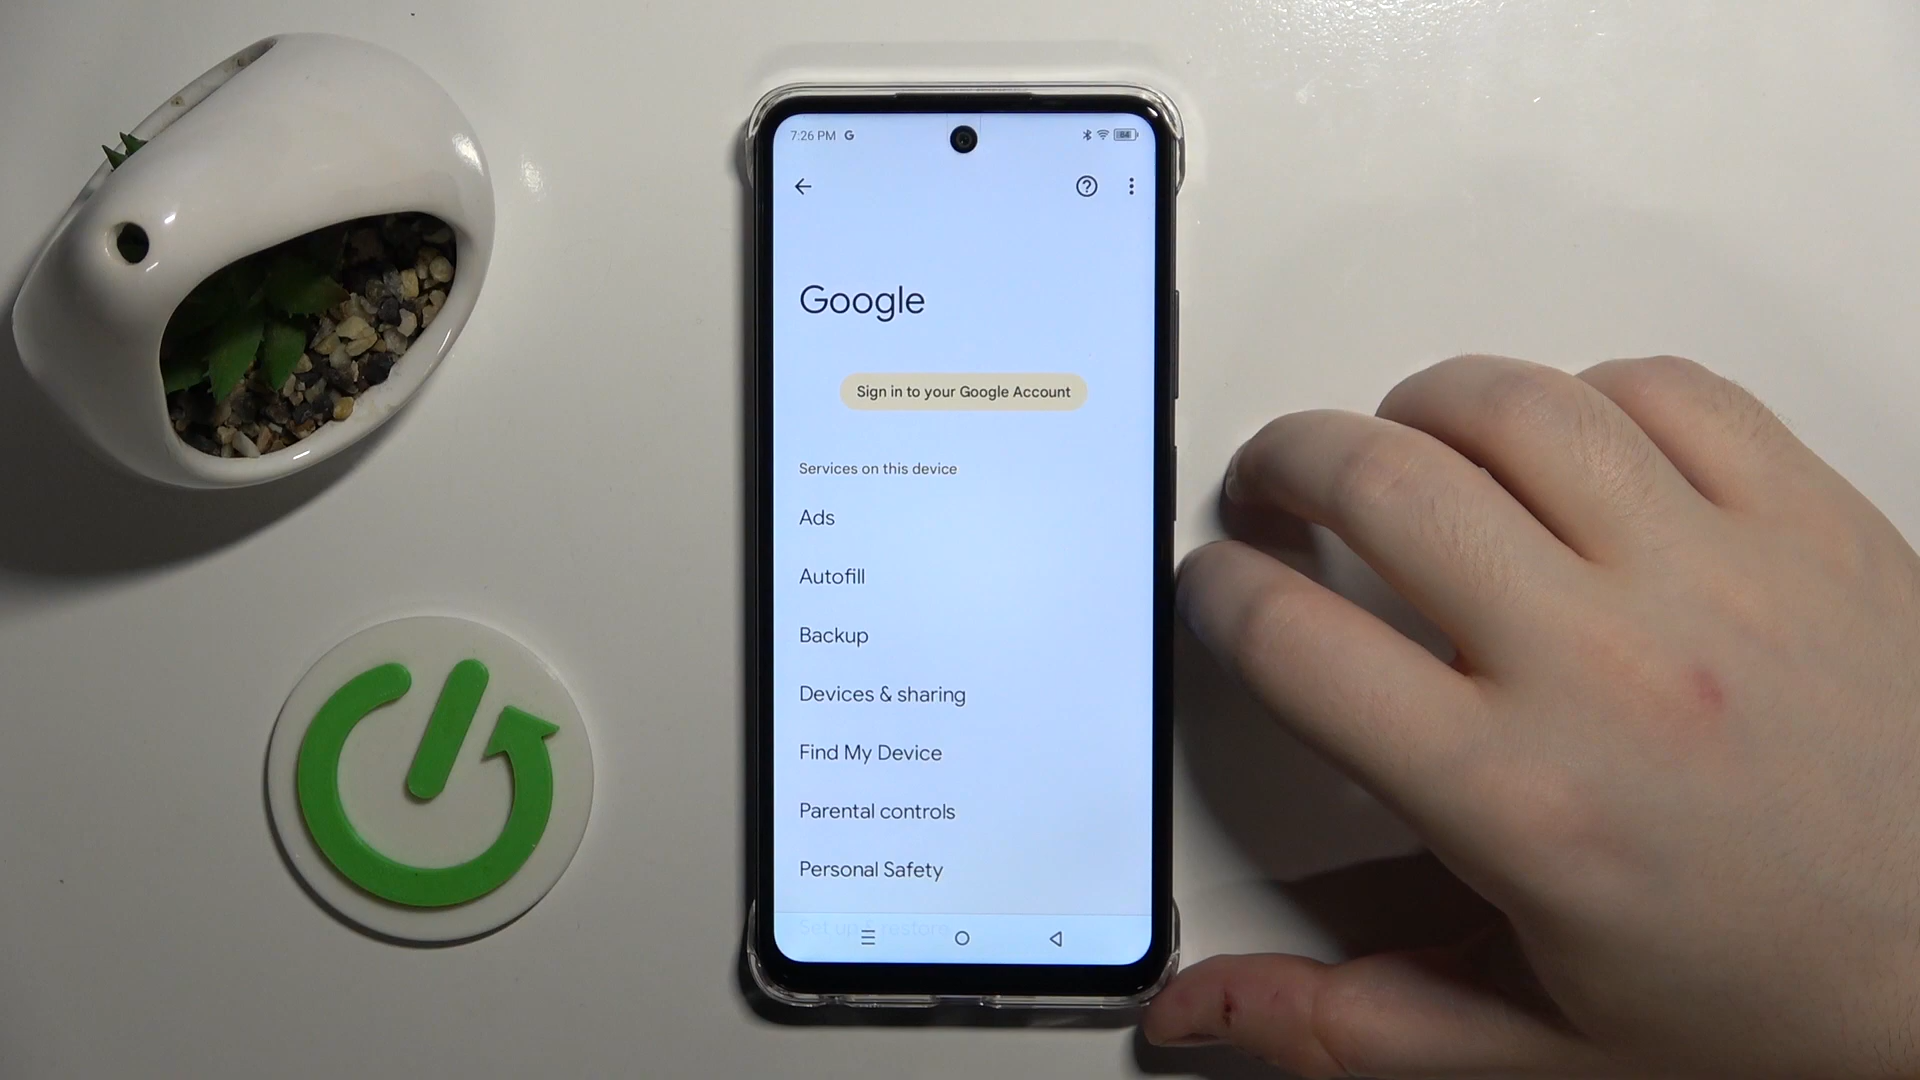 7:26 PM G
84
Google
Sign in to your Google Account
Services on this device
Ads
Autofill
Backup
Devices & sharing
Find My Device
Parental controls
Personal Safety
Set up & restore